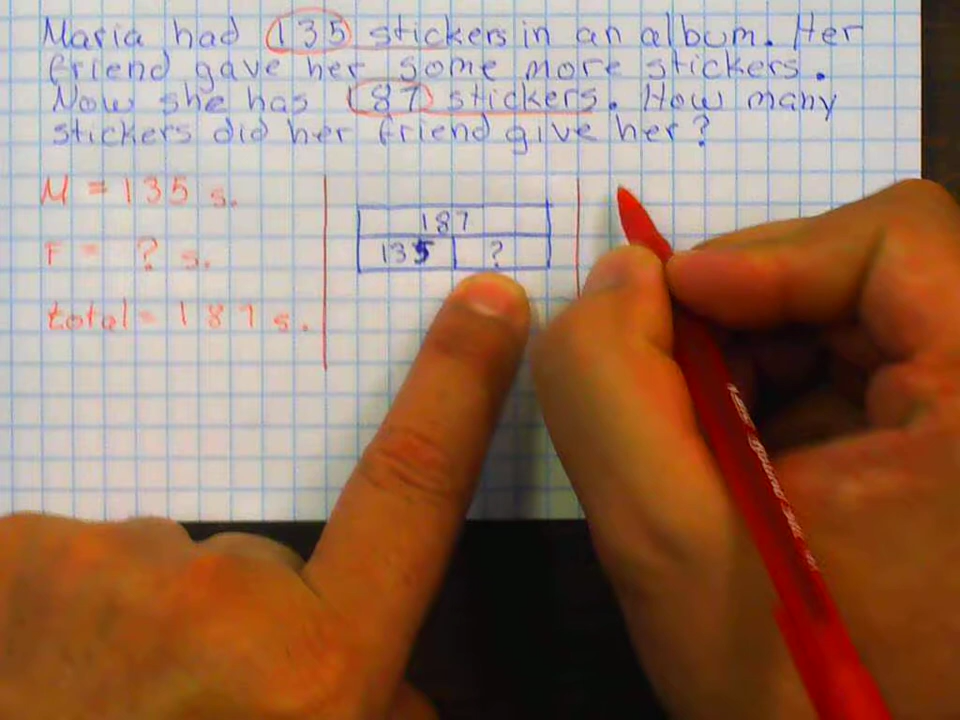 Maria had 135 stickers in an album. Her
friend gave her some more stickers.
Now she has 187 stickers. How many
stickers did her friend give her?
M = 135 s.
F = ? s.
total = 187 s.
187
135 ?